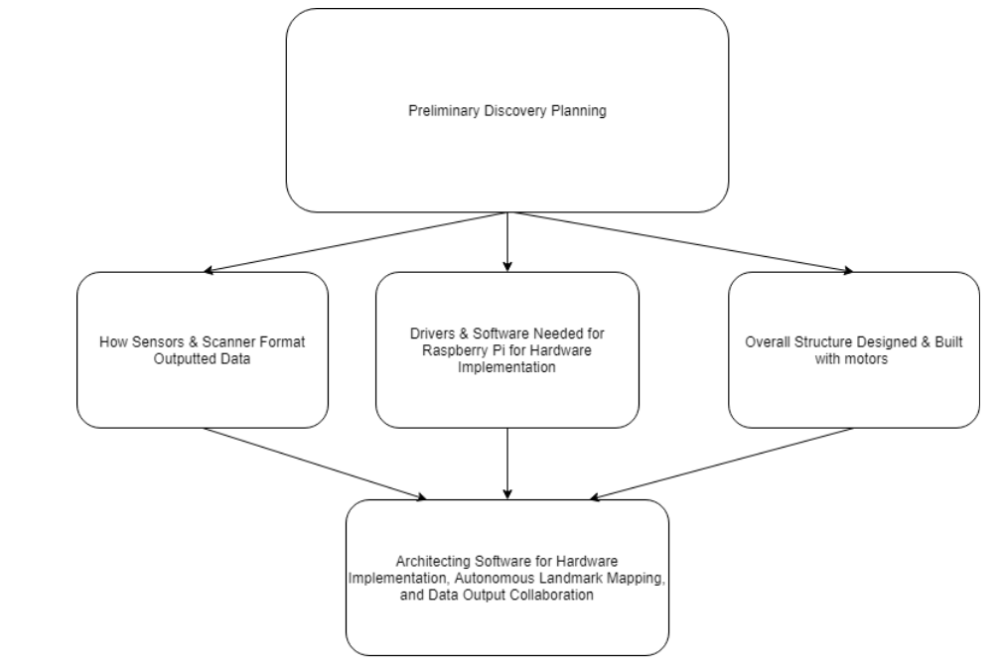 Preliminary Discovery Planning
How Sensors & Scanner Format
Outputted Data
Drivers & Software Needed for
Raspberry Pi for Hardware
Implementation
Overall Structure Designed & Built
with motors
Architecting Software for Hardware
Implementation, Autonomous Landmark Mapping,
and Data Output Collaboration